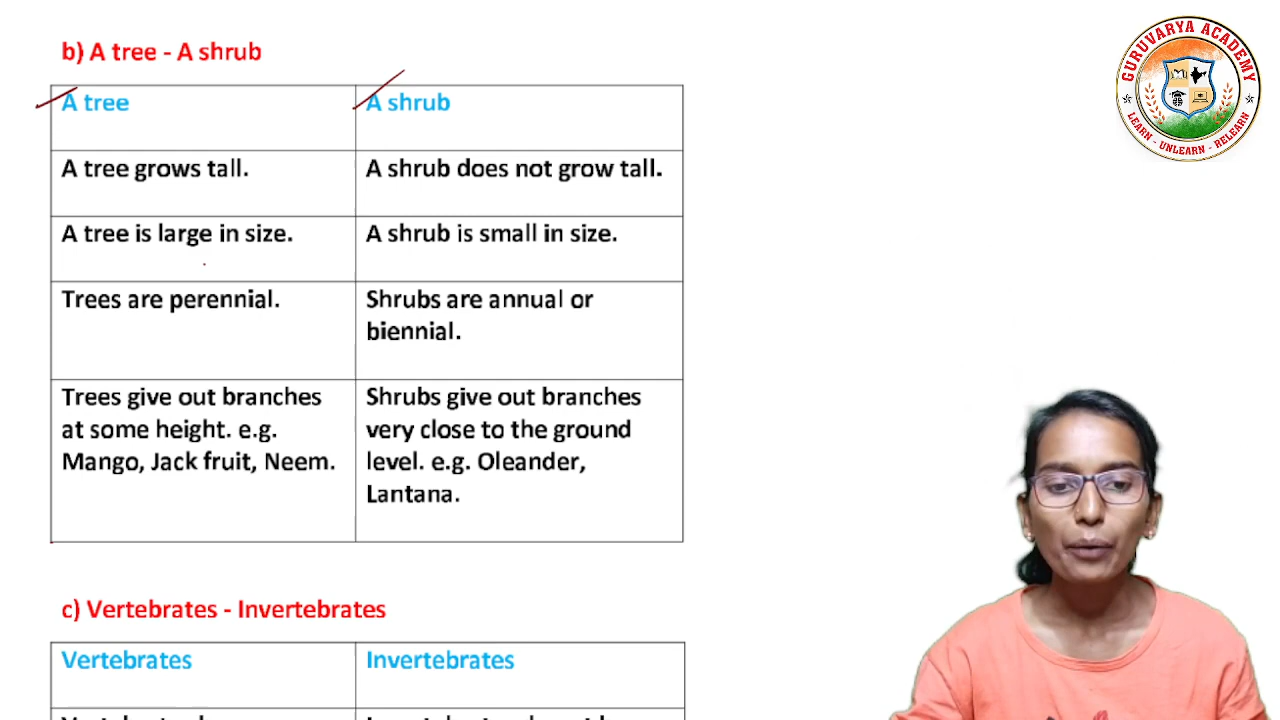 b) A tree - A shrub
A tree
A shrub
A tree grows tall.
A shrub does not grow tall.
A tree is large in size.
A shrub is small in size.
Trees are perennial.
Shrubs are annual or
biennial.
Trees give out branches
at some height. e.g.
Mango, Jack fruit, Neem.
Shrubs give out branches
very close to the ground
level. e.g. Oleander,
Lantana.
c) Vertebrates - Invertebrates
Vertebrates
Invertebrates
GURUVARYA ACADEMY
LEARN - UNLEARN - RELEARN